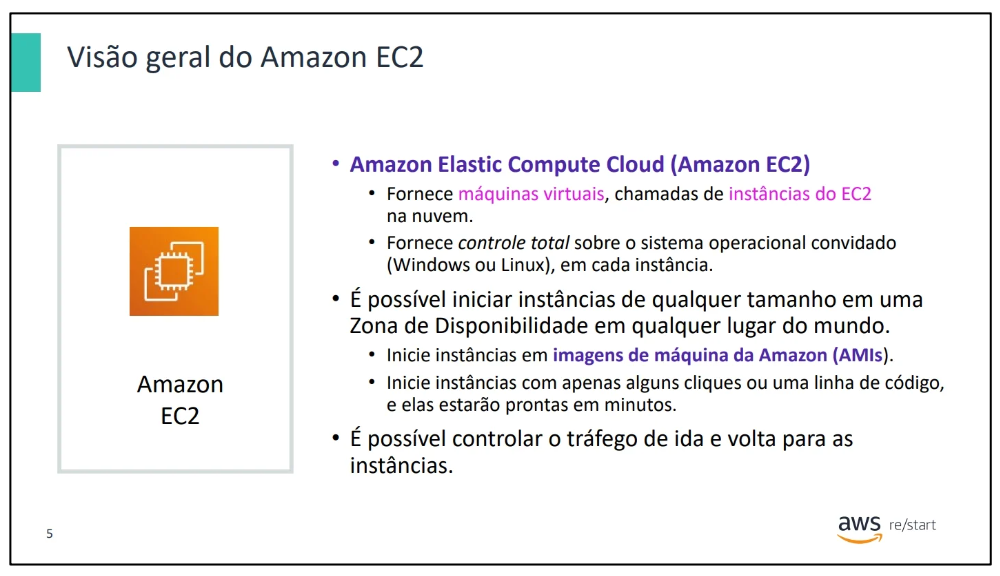 Visão geral do Amazon EC2
Amazon
EC2
• Amazon Elastic Compute Cloud (Amazon EC2)
• Fornece máquinas virtuais, chamadas de instâncias do EC2
na nuvem.
• Fornece controle total sobre o sistema operacional convidado
(Windows ou Linux), em cada instância.
• É possível iniciar instâncias de qualquer tamanho em uma
Zona de Disponibilidade em qualquer lugar do mundo.
• Inicie instâncias em imagens de máquina da Amazon (AMIs).
• Inicie instâncias com apenas alguns cliques ou uma linha de código,
e elas estarão prontas em minutos.
• É possível controlar o tráfego de ida e volta para as
instâncias.
5
aws re/start